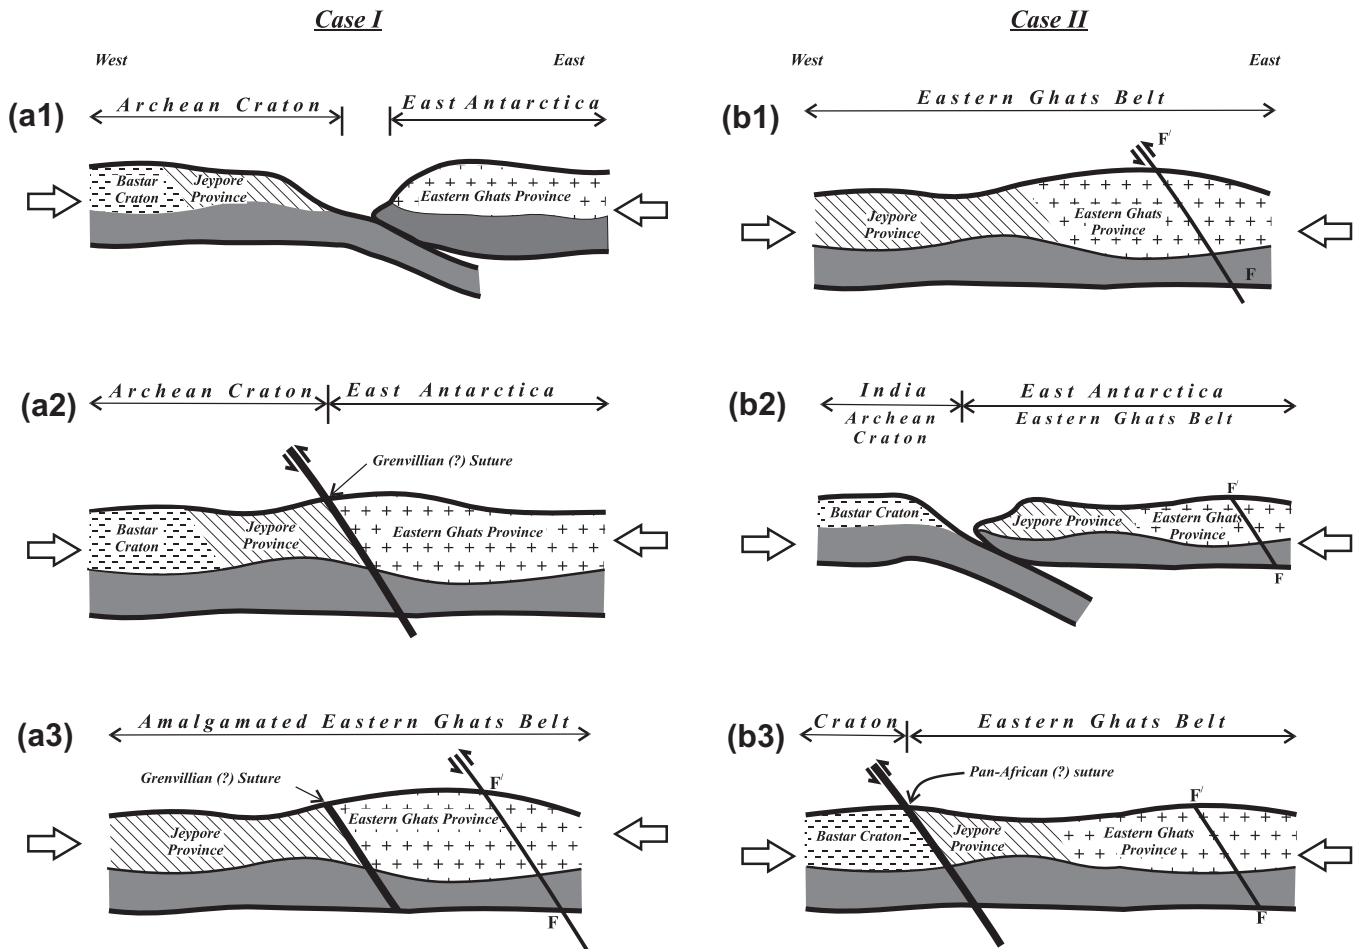 Case I
West
East
(a1)
Archean Craton
East Antarctica
Bastar
Craton
Jeypore
Province
Eastern Ghats Province
(a2)
Archean Craton
East Antarctica
Grenvillian (?) Suture
Bastar
Craton
Jeypore
Province
Eastern Ghats Province
(a3)
Amalgamated Eastern Ghats Belt
Grenvillian (?) Suture
F/
Jeypore
Province
Eastern Ghats Province
F
Case II
West
East
(b1)
Eastern Ghats Belt
F/
Jeypore
Province
Eastern Ghats
Province
F
(b2)
India
Archean
Craton
East Antarctica
Eastern Ghats Belt
F/
Bastar Craton
Jeypore Province
Eastern Ghats
Province
F
(b3)
Craton
Eastern Ghats Belt
Pan-African (?) suture
F/
Bastar Craton
Jeypore
Province
Eastern Ghats
Province
F